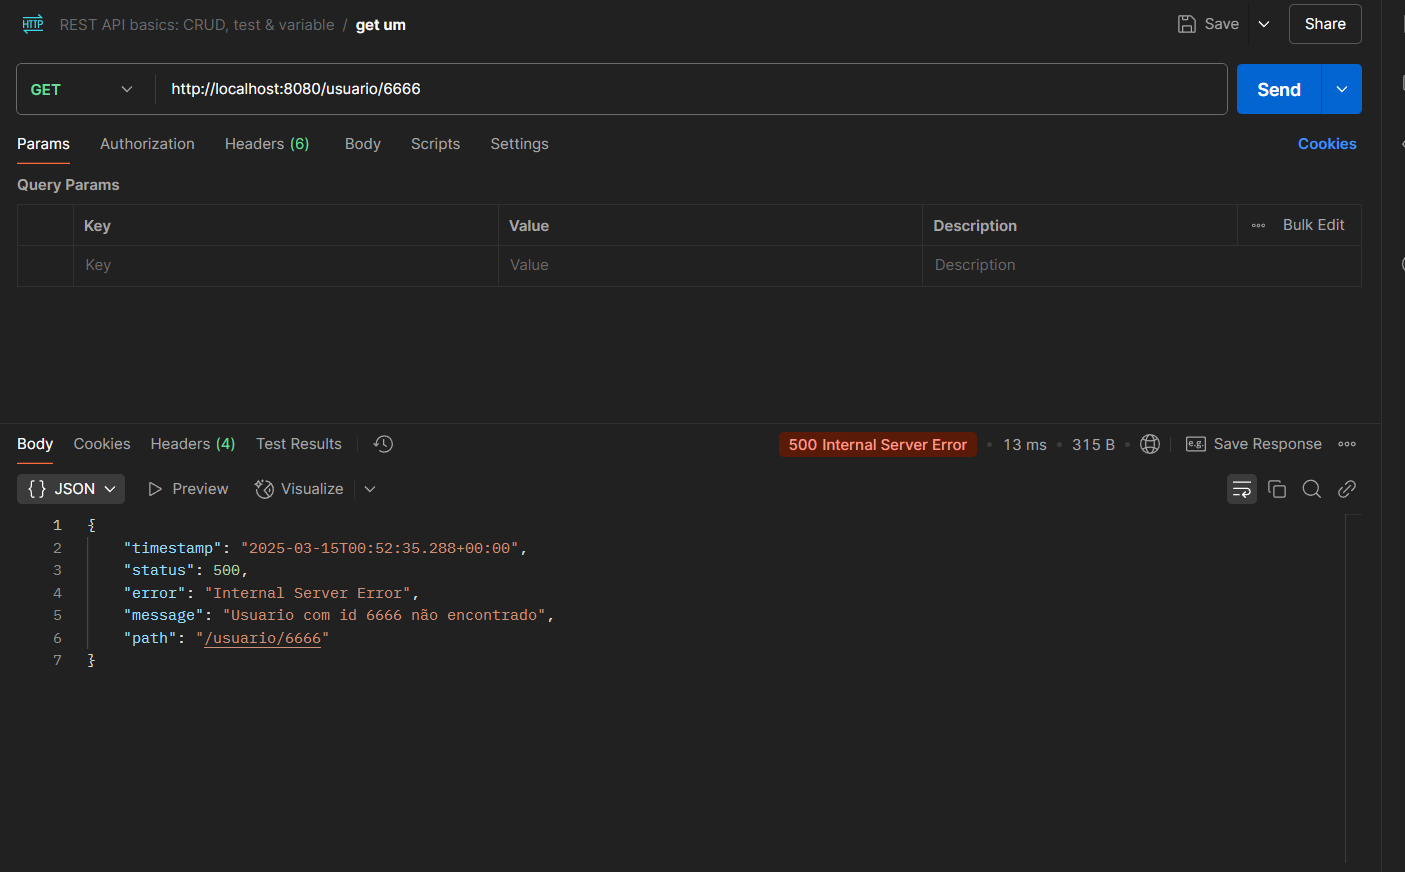 HTTP REST API basics: CRUD, test & variable / get um Save Share
GET http://localhost:8080/usuario/6666 Send
Params Authorization Headers (6) Body Scripts Settings Cookies
Query Params
Key Value Description Bulk Edit
Key Value Description
Body Cookies Headers (4) Test Results 500 Internal Server Error • 13 ms • 315 B • e.g. Save Response
{} JSON Preview Visualize
1 {
2 "timestamp": "2025-03-15T00:52:35.288+00:00",
3 "status": 500,
4 "error": "Internal Server Error",
5 "message": "Usuario com id 6666 não encontrado",
6 "path": "/usuario/6666"
7 }